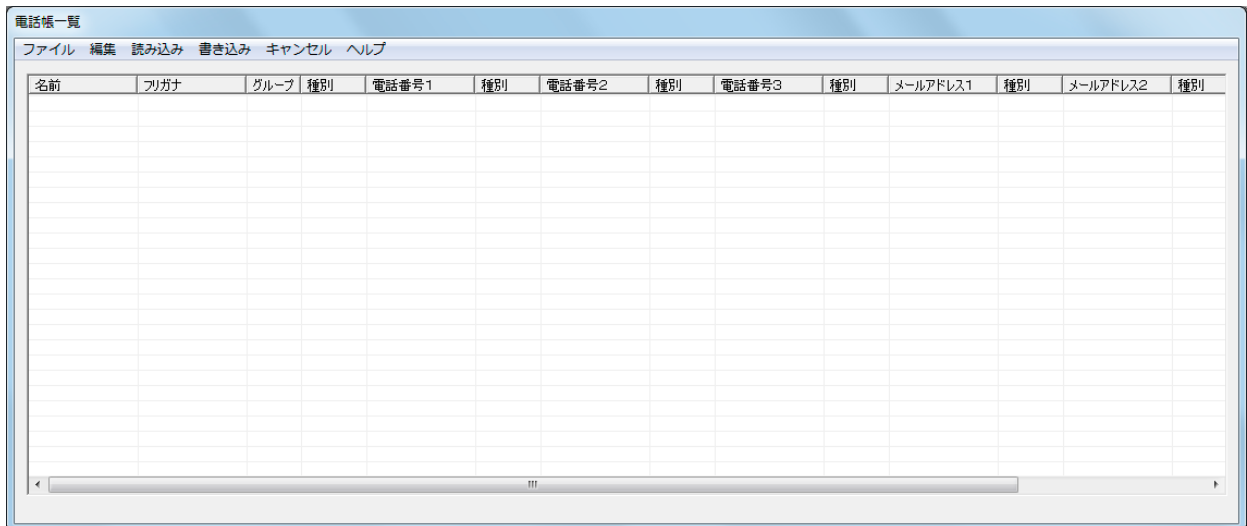 電話帳一覧
ファイル 編集 読み込み 書き込み キャンセル ヘルプ
名前 フリガナ グループ 種別 電話番号1 種別 電話番号2 種別 電話番号3 種別 メールアドレス1 種別 メールアドレス2 種別